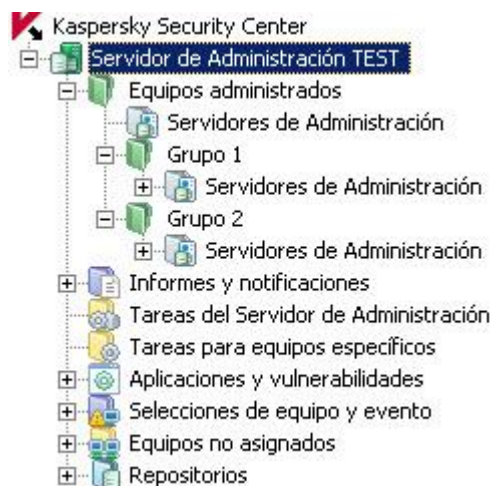 Kaspersky Security Center
Servidor de Administración TEST
Equipos administrados
Servidores de Administración
Grupo 1
Servidores de Administración
Grupo 2
Servidores de Administración
Informes y notificaciones
Tareas del Servidor de Administración
Tareas para equipos específicos
Aplicaciones y vulnerabilidades
Selecciones de equipo y evento
Equipos no asignados
Repositorios